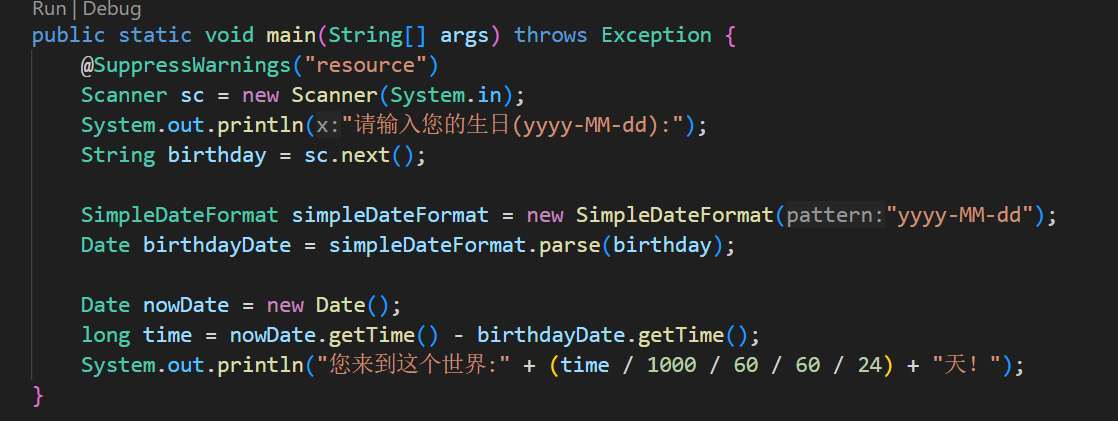 Run | Debug
public static void main(String[] args) throws Exception {
@SuppressWarnings("resource")
Scanner sc = new Scanner(System.in);
System.out.println(x:"请输入您的生日(yyyy-MM-dd):");
String birthday = sc.next();
SimpleDateFormat simpleDateFormat = new SimpleDateFormat(pattern:"yyyy-MM-dd");
Date birthdayDate = simpleDateFormat.parse(birthday);
Date nowDate = new Date();
long time = nowDate.getTime() - birthdayDate.getTime();
System.out.println("您来到这个世界:" + (time / 1000 / 60 / 60 / 24) + "天！");
}